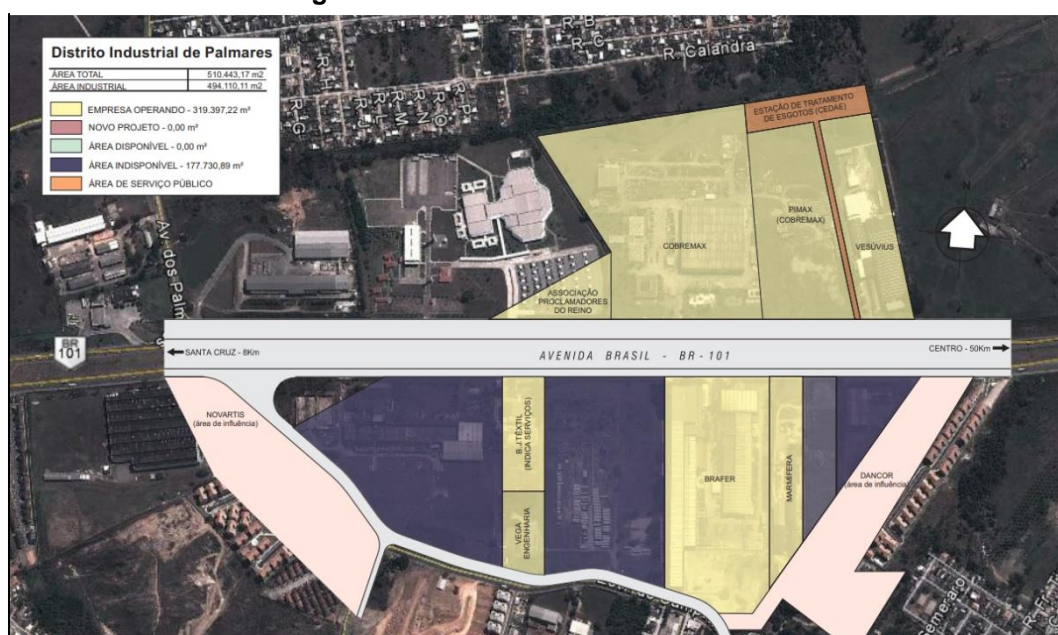 Distrito Industrial de Palmares
ÁREA TOTAL 510.443,17 m2
ÁREA INDUSTRIAL 494.110,11 m2
EMPRESA OPERANDO - 319.397,22 m²
NOVO PROJETO - 0,00 m²
ÁREA DISPONÍVEL - 0,00 m²
ÁREA INDISPONÍVEL - 177.730,89 m²
ÁREA DE SERVIÇO PÚBLICO
R-B
R-C
R. Calandra
R-H
R-G
R-J
R-L
R-M
R-N
R-O
R-P
ESTAÇÃO DE TRATAMENTO
DE ESGOTOS (CEDAE)
N
PIMAX
(COBREMAX)
COBREMAX
VESÚVIUS
ASSOCIAÇÃO
PROCLAMADORES
DO REINO
Av. dos Palm
BR
101
SANTA CRUZ - 8Km
AVENIDA BRASIL - BR-101
CENTRO - 50Km
NOVARTIS
(área de influência)
B.J.TÊXTIL
(INDICA SERVIÇOS)
VEGA
ENGENHARIA
BRAFER
MARMIFERA
DANCOR
(área de influência)